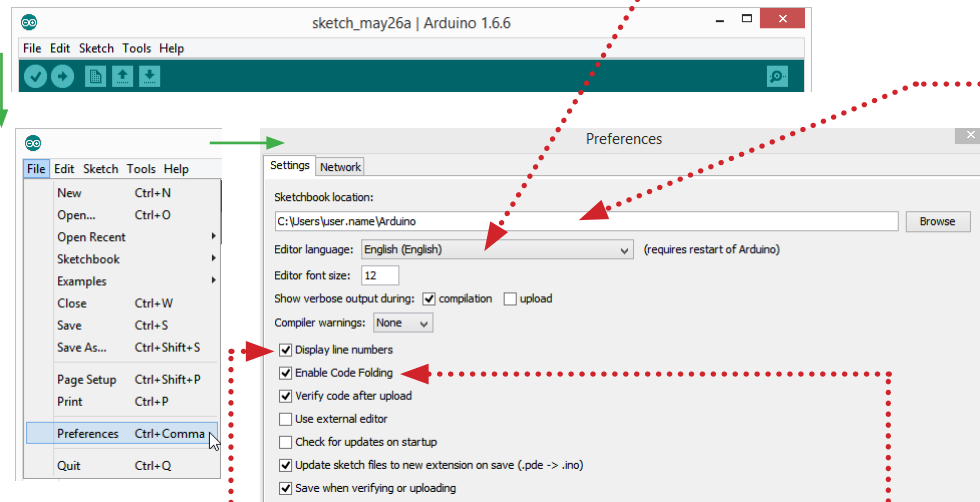 sketch_may26a | Arduino 1.6.6
File Edit Sketch Tools Help
File Edit Sketch Tools Help
New Ctrl+N
Open... Ctrl+O
Open Recent
Sketchbook
Examples
Close Ctrl+W
Save Ctrl+S
Save As... Ctrl+Shift+S
Page Setup Ctrl+Shift+P
Print Ctrl+P
Preferences Ctrl+Comma
Quit Ctrl+Q
Preferences
Settings Network
Sketchbook location:
C:\Users\user.name\Arduino Browse
Editor language: English (English) (requires restart of Arduino)
Editor font size: 12
Show verbose output during: compilation upload
Compiler warnings: None
Display line numbers
Enable Code Folding
Verify code after upload
Use external editor
Check for updates on startup
Update sketch files to new extension on save (.pde -> .ino)
Save when verifying or uploading